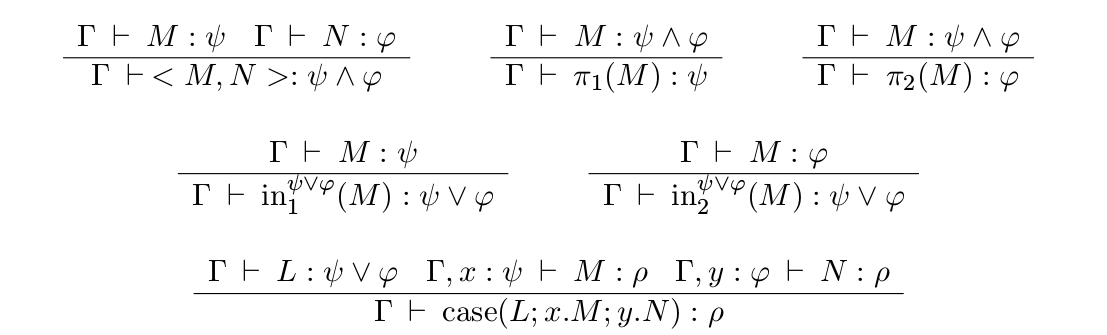 Γ ⊢ M : ψ Γ ⊢ N : φ Γ ⊢ M : ψ ∧ φ Γ ⊢ M : ψ ∧ φ
Γ ⊢ < M, N >: ψ ∧ φ Γ ⊢ π₁(M) : ψ Γ ⊢ π₂(M) : φ
Γ ⊢ M : ψ Γ ⊢ M : φ
Γ ⊢ in₁^{ψ∨φ}(M) : ψ ∨ φ Γ ⊢ in₂^{ψ∨φ}(M) : ψ ∨ φ
Γ ⊢ L : ψ ∨ φ Γ, x : ψ ⊢ M : ρ Γ, y : φ ⊢ N : ρ
Γ ⊢ case(L; x.M; y.N) : ρ